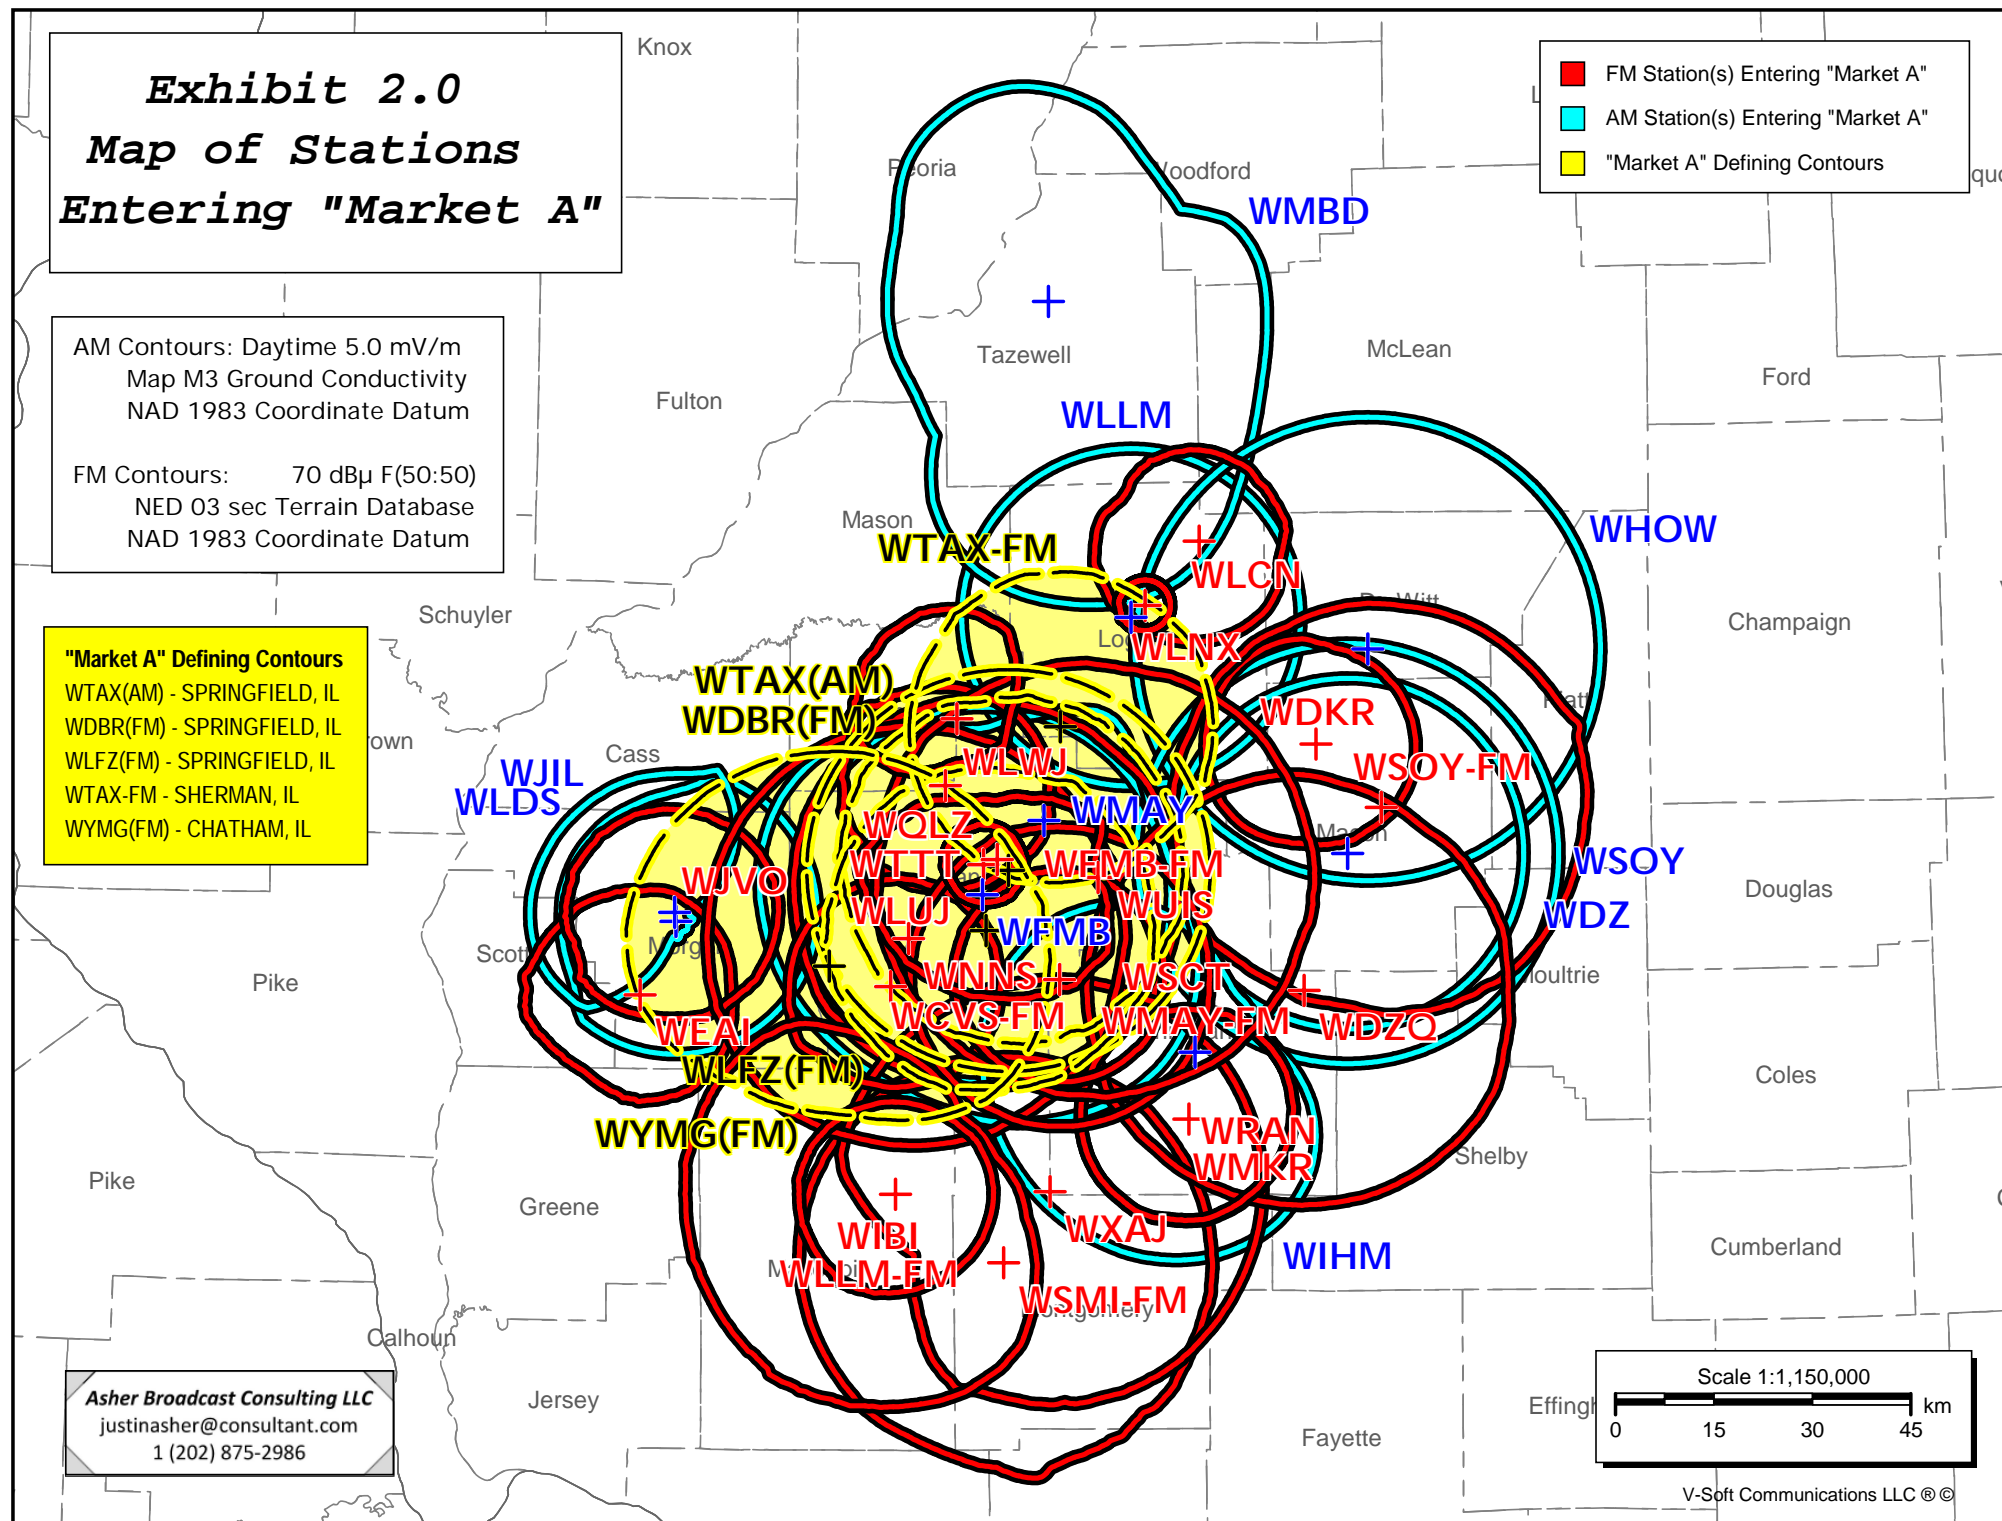 Exhibit 2.0
Map of Stations
Entering "Market A"
FM Station(s) Entering "Market A"
AM Station(s) Entering "Market A"
"Market A" Defining Contours
AM Contours: Daytime 5.0 mV/m
Map M3 Ground Conductivity
NAD 1983 Coordinate Datum
FM Contours: 70 dBµ F(50:50)
NED 03 sec Terrain Database
NAD 1983 Coordinate Datum
"Market A" Defining Contours
WTAX(AM) - SPRINGFIELD, IL
WDBR(FM) - SPRINGFIELD, IL
WLFZ(FM) - SPRINGFIELD, IL
WTAX-FM - SHERMAN, IL
WYMG(FM) - CHATHAM, IL
Knox
Peoria
Woodford
WMBD
Tazewell
McLean
Ford
Fulton
WLLM
Mason
WTAX-FM
WHOW
WLCN
Schuyler
Champaign
WLNX
WTAX(AM)
WDBR(FM)
WDKR
Cass
WLWJ
WSOY-FM
WJIL
WLDS
WMAY
WQLZ
WTTT
WFMB-FM
WSOY
WJVO
Douglas
WLUJ
WUIS
WDZ
WFMB
Scott
Pike
WNNS
WSCT
Moultrie
WCVS-FM
WMAY-FM
WDZQ
WEAI
WLFZ(FM)
Coles
WYMG(FM)
WRAN
WMKR
Shelby
Pike
Greene
WIBI
WXAJ
WIHM
Cumberland
WLLM-FM
WSMI-FM
Montgomery
Calhoun
Jersey
Fayette
Asher Broadcast Consulting LLC
justinasher@consultant.com
1 (202) 875-2986
Scale 1:1,150,000
km
0 15 30 45
V-Soft Communications LLC ® ©